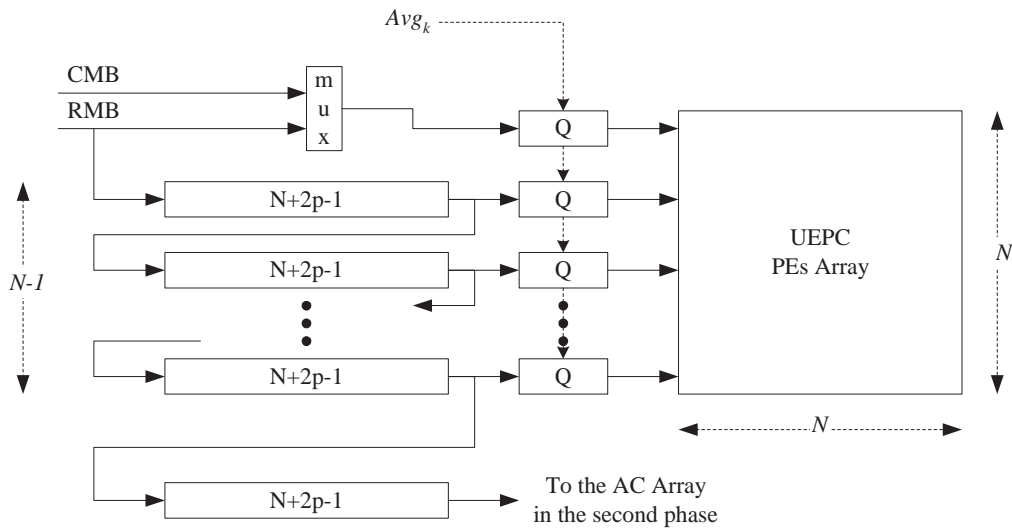 Avg_k
CMB
RMB
m
u
x
Q
N+2p-1
Q
UEPC
PEs Array
N
N-1
N+2p-1
Q
N+2p-1
Q
N
N+2p-1
To the AC Array
in the second phase